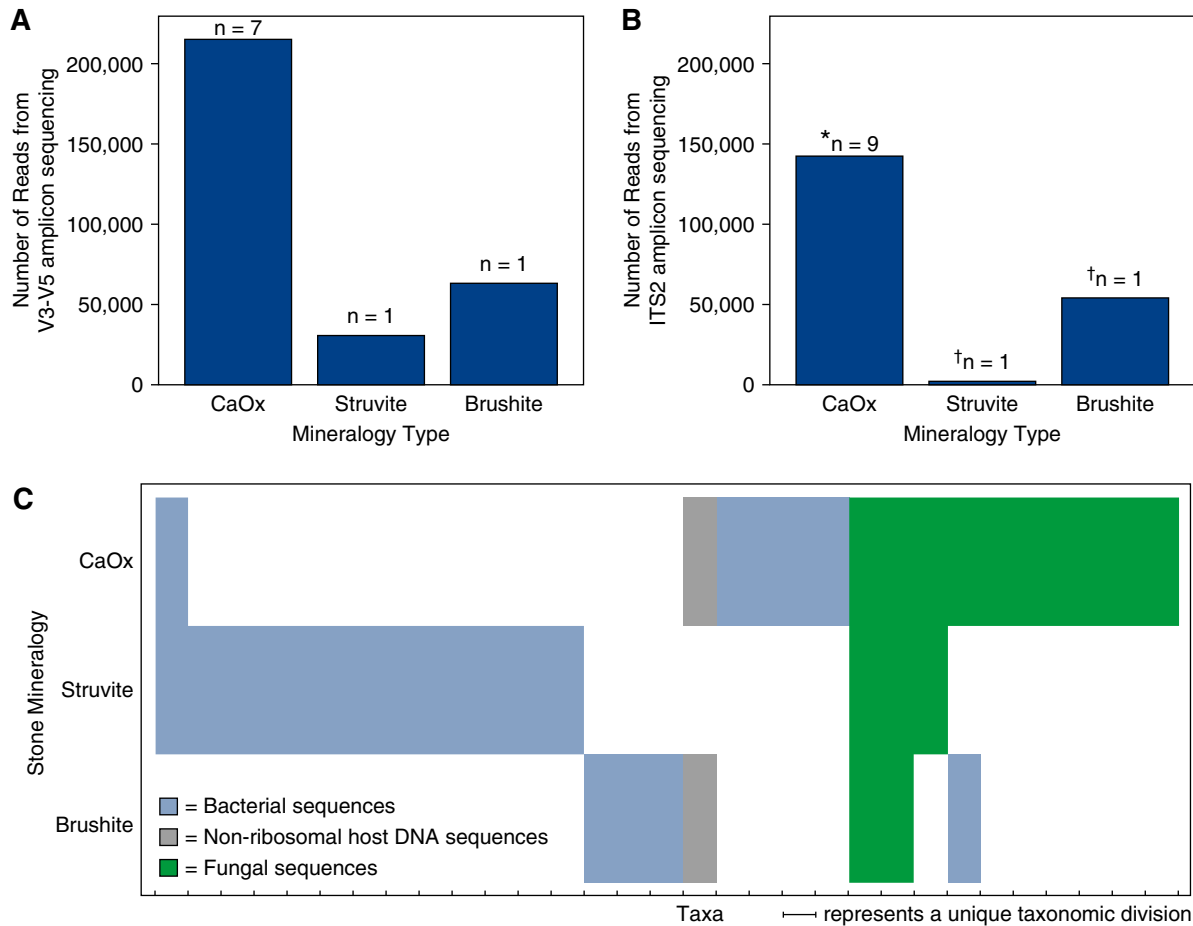 A
Number of Reads from
V3-V5 amplicon sequencing
200,000
150,000
100,000
50,000
0
n = 7
n = 1
n = 1
CaOx Struvite Brushite
Mineralogy Type
B
Number of Reads from
ITS2 amplicon sequencing
200,000
150,000
100,000
50,000
0
*n = 9
†n = 1
†n = 1
CaOx Struvite Brushite
Mineralogy Type
C
Stone Mineralogy
CaOx
Struvite
Brushite
= Bacterial sequences
= Non-ribosomal host DNA sequences
= Fungal sequences
Taxa
represents a unique taxonomic division